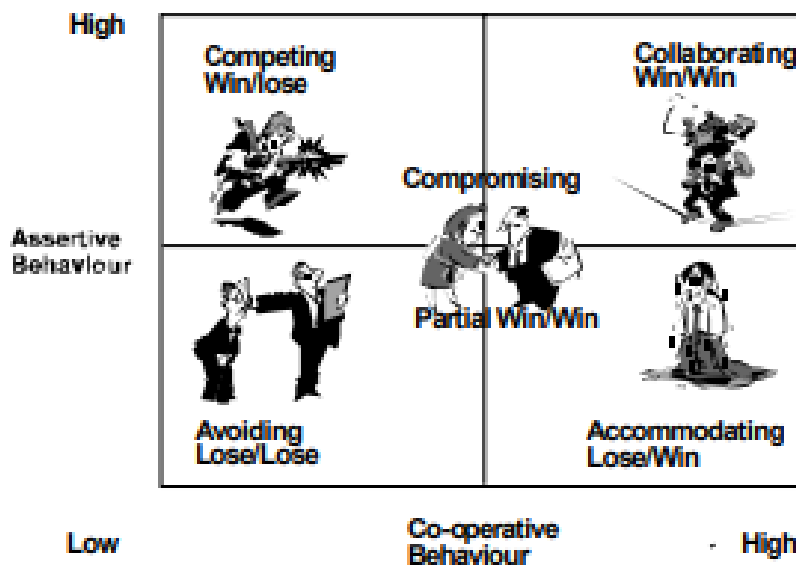 High
Competing
Win/lose
Collaborating
Win/Win
Compromising
Assertive
Behaviour
Partial Win/Win
Avoiding
Lose/Lose
Accommodating
Lose/Win
Low
Co-operative
Behaviour
High